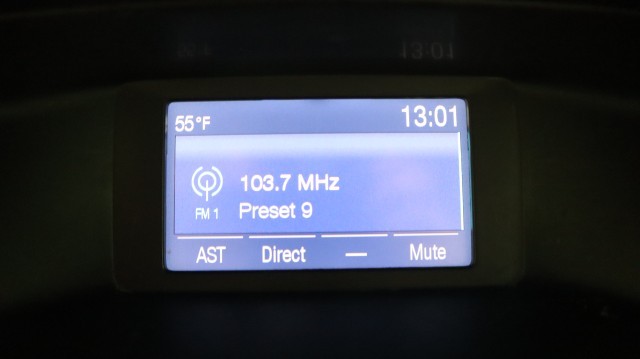 55°F 13:01
103.7 MHz
FM 1 Preset 9
AST Direct — Mute